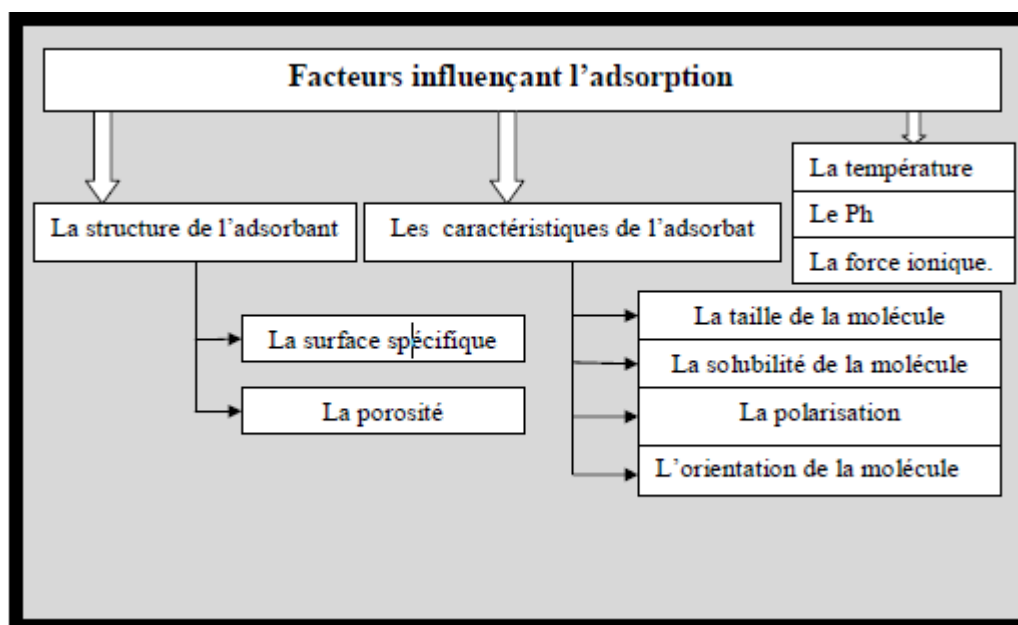 Facteurs influençant l’adsorption
La structure de l’adsorbant
Les caractéristiques de l’adsorbat
La température
Le Ph
La force ionique.
La surface spécifique
La porosité
La taille de la molécule
La solubilité de la molécule
La polarisation
L’orientation de la molécule